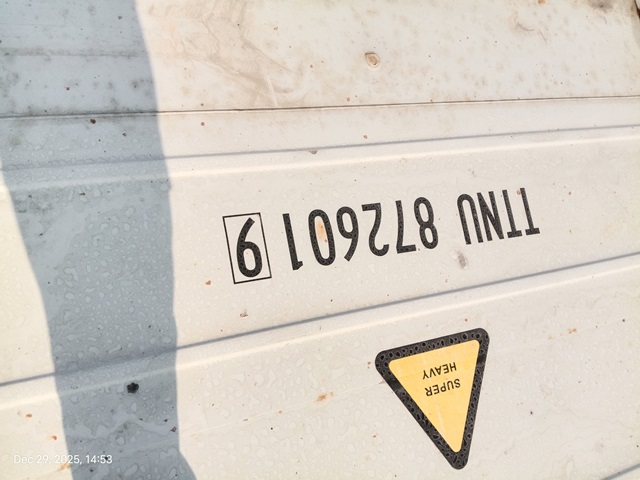 TTNU 872601 9
SUPER
HEAVY
Dec 29, 2025, 14:53